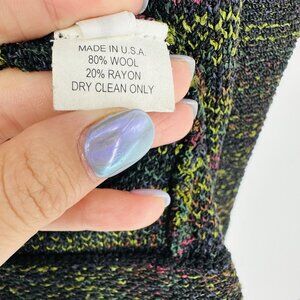 MADE IN U.S.A.
80% WOOL
20% RAYON
DRY CLEAN ONLY